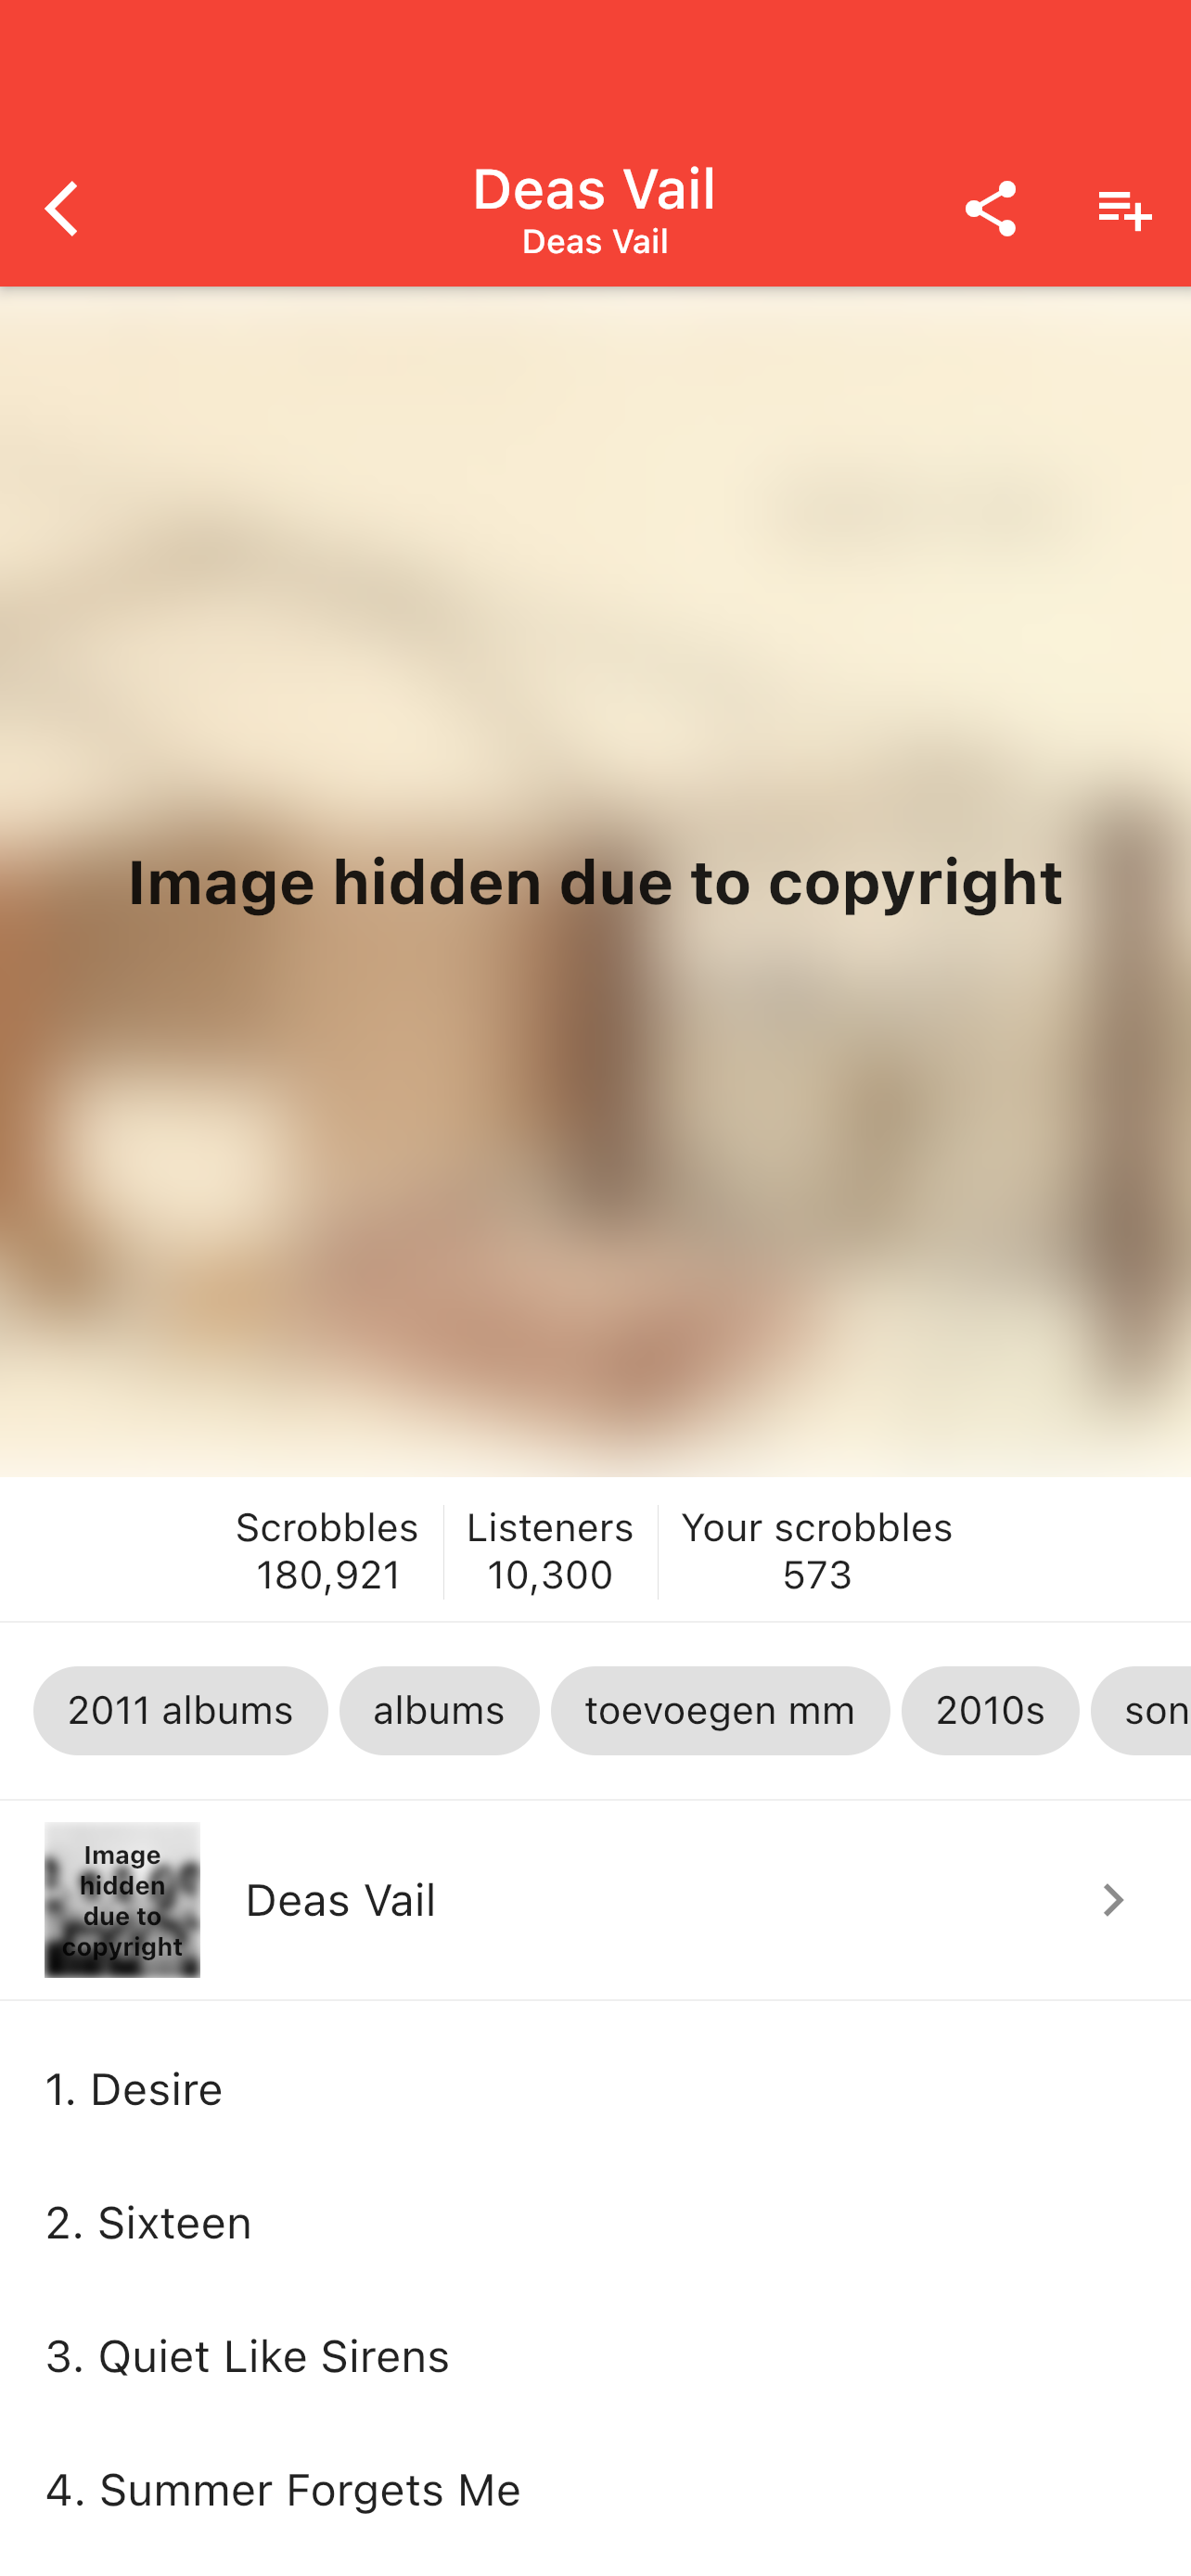 Deas Vail
Deas Vail
Image hidden due to copyright
Scrobbles
180,921
Listeners
10,300
Your scrobbles
573
2011 albums
albums
toevoegen mm
2010s
son
Image
hidden
due to
copyright
Deas Vail
1. Desire
2. Sixteen
3. Quiet Like Sirens
4. Summer Forgets Me